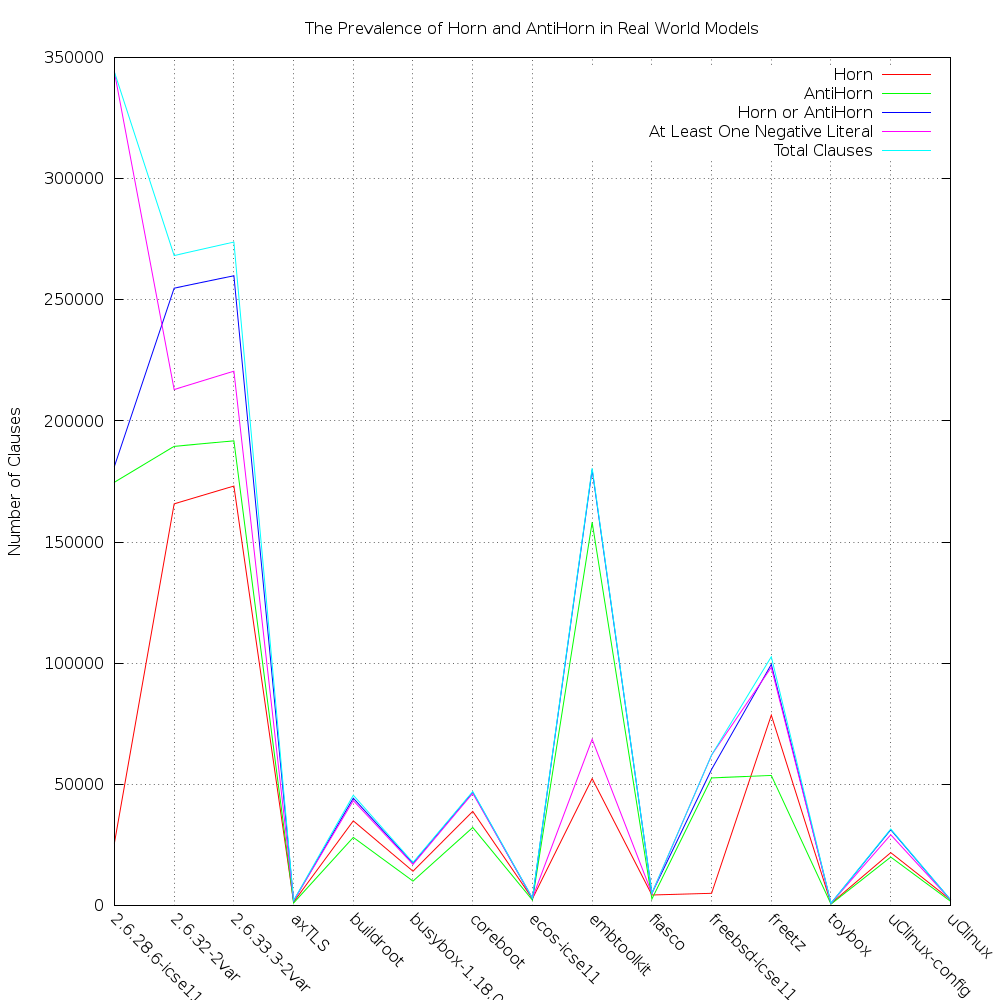 The Prevalence of Horn and AntiHorn in Real World Models
350000
300000
250000
200000
150000
100000
50000
0
Number of Clauses
Horn
AntiHorn
Horn or AntiHorn
At Least One Negative Literal
Total Clauses
2.6.28.6-icse11
2.6.32-2var
2.6.33.3-2var
axTLS
buildroot
busybox-1.18.0
coreboot
ecos-icse11
embtoolkit
fiasco
freebsd-icse11
freetz
toybox
uClinux-config
uClinux